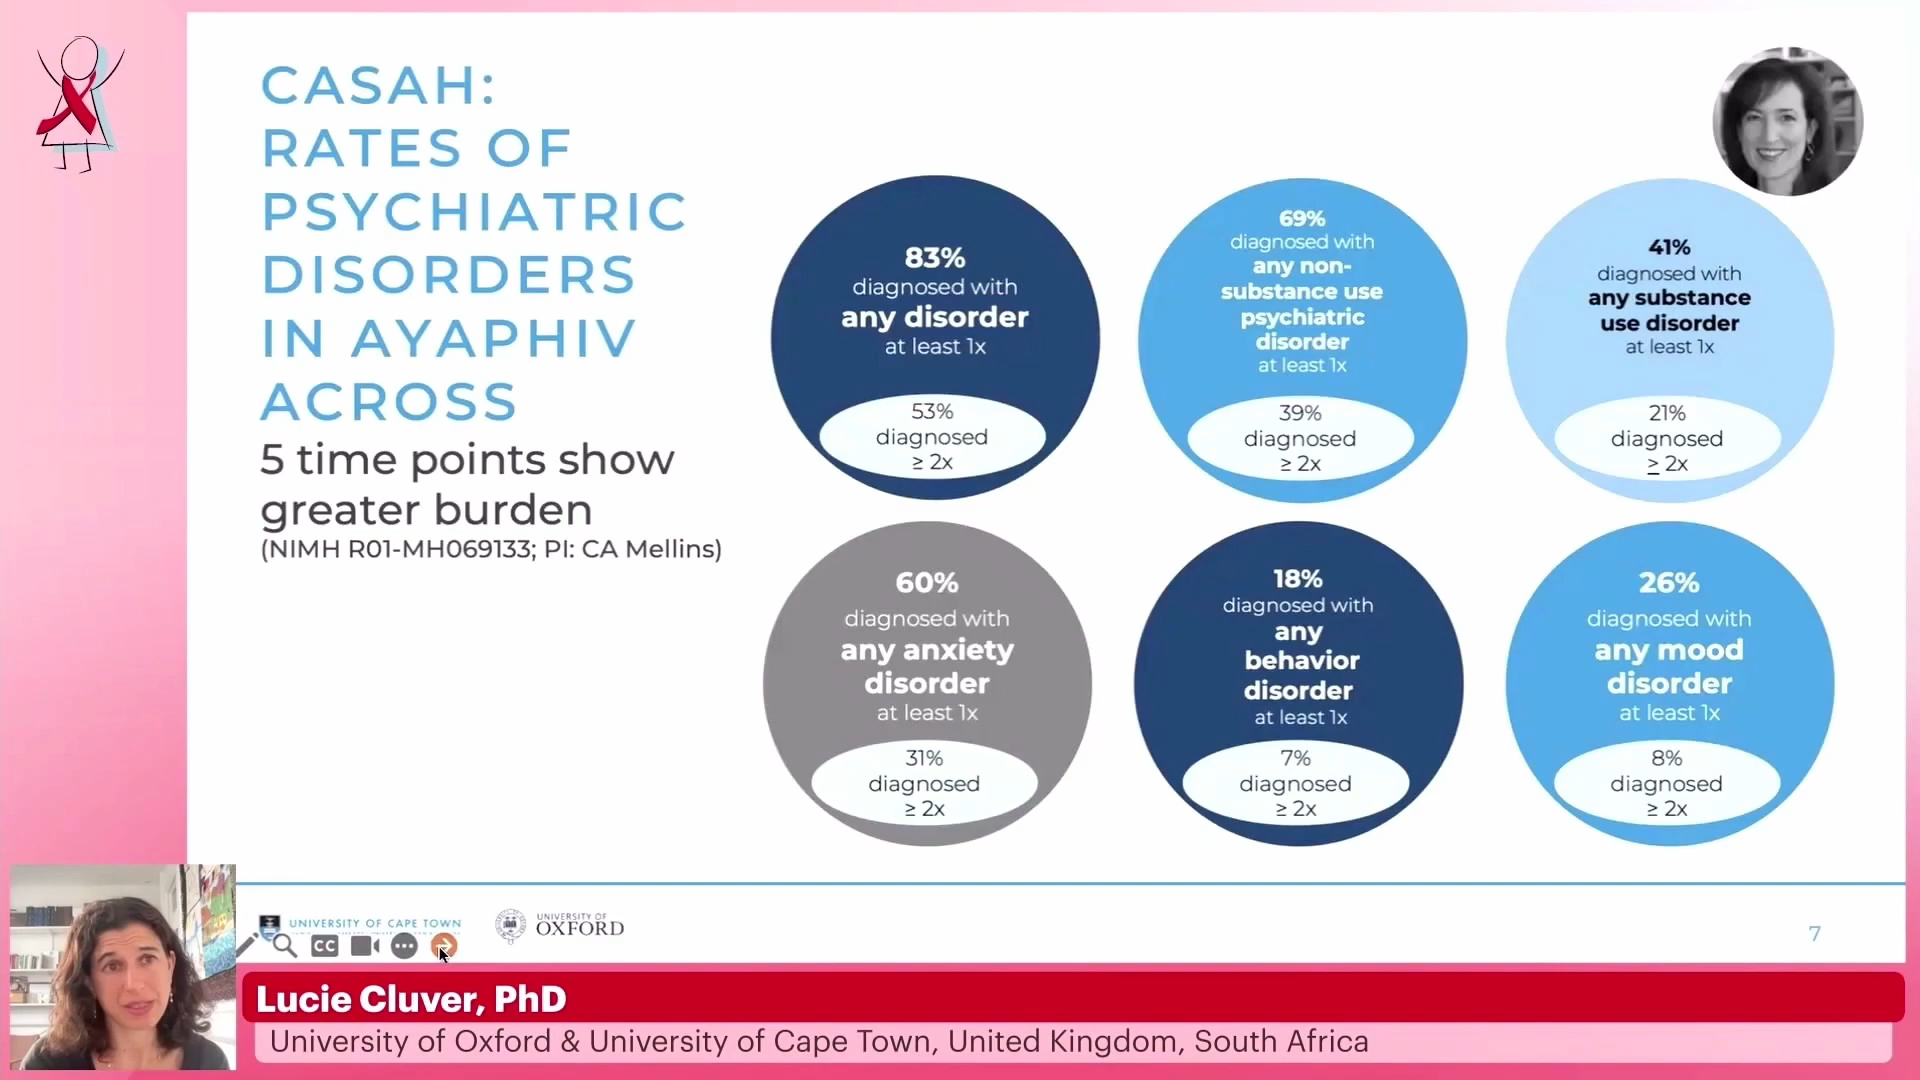 CASAH:
RATES OF
PSYCHIATRIC
DISORDERS
IN AYAPHIV
ACROSS
5 time points show
greater burden
(NIMH R01-MH069133; PI: CA Mellins)
83%
diagnosed with
any disorder
at least 1x
53%
diagnosed
≥ 2x
69%
diagnosed with
any non-
substance use
psychiatric
disorder
at least 1x
39%
diagnosed
≥ 2x
41%
diagnosed with
any substance
use disorder
at least 1x
21%
diagnosed
≥ 2x
60%
diagnosed with
any anxiety
disorder
at least 1x
31%
diagnosed
≥ 2x
18%
diagnosed with
any
behavior
disorder
at least 1x
7%
diagnosed
≥ 2x
26%
diagnosed with
any mood
disorder
at least 1x
8%
diagnosed
≥ 2x
UNIVERSITY OF CAPE TOWN
UNIVERSITY OF
OXFORD
CC
7
Lucie Cluver, PhD
University of Oxford & University of Cape Town, United Kingdom, South Africa